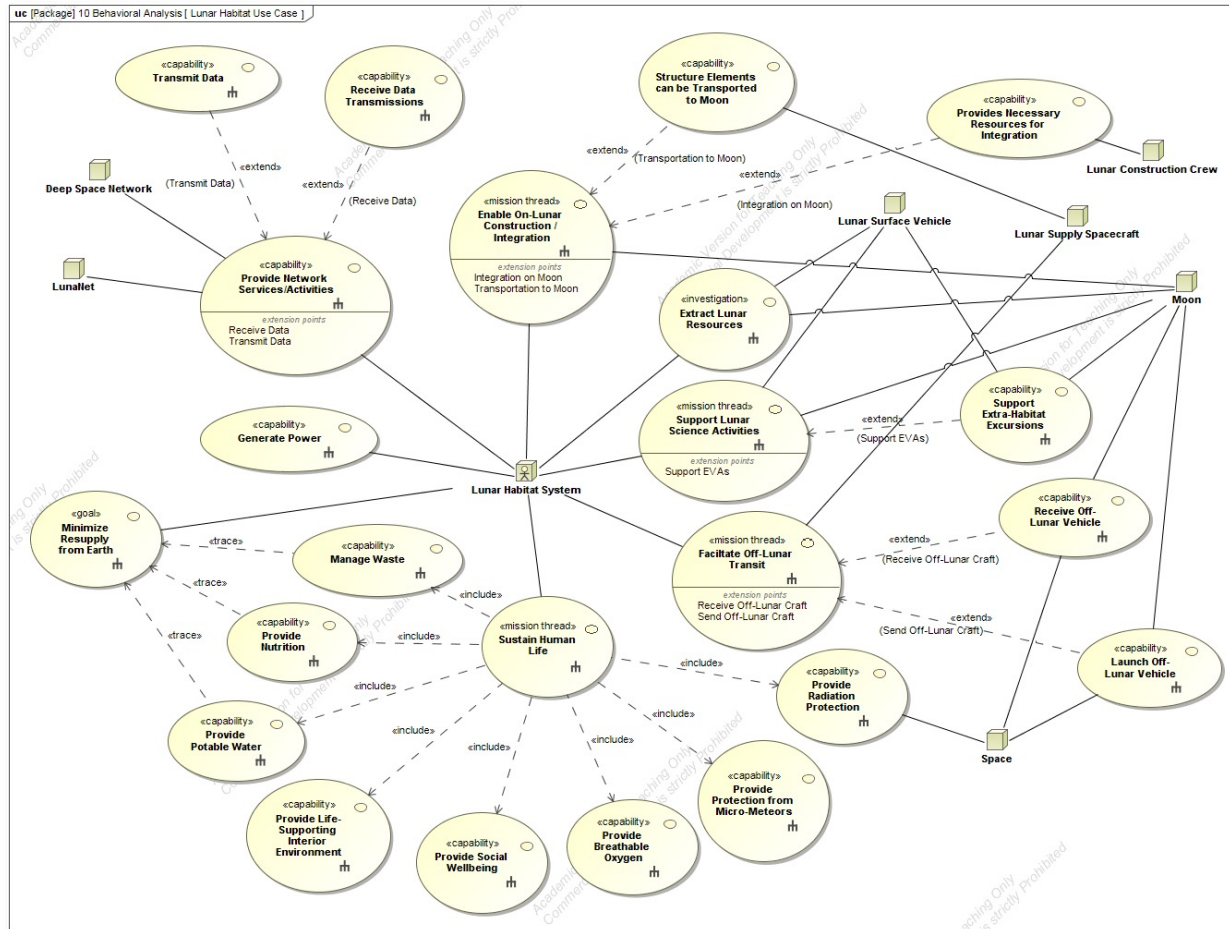 uc [Package] 10 Behavioral Analysis [ Lunar Habitat Use Case ]
«capability»
Transmit Data
«capability»
Receive Data
Transmissions
«capability»
Structure Elements
can be Transported
to Moon
«capability»
Provides Necessary
Resources for
Integration
Lunar Construction Crew
«extend»
(Transmit Data)
«extend»
(Receive Data)
«extend»
(Transportation to Moon)
«extend»
(Integration on Moon)
Deep Space Network
LunaNet
«capability»
Provide Network
Services/Activities
extension points
Receive Data
Transmit Data
«mission thread»
Enable On-Lunar
Construction /
Integration
extension points
Integration on Moon
Transportation to Moon
Lunar Surface Vehicle
Lunar Supply Spacecraft
Moon
«investigation»
Extract Lunar
Resources
«capability»
Generate Power
«mission thread»
Support Lunar
Science Activities
extension points
Support EVAs
«extend»
(Support EVAs)
«capability»
Support
Extra-Habitat
Excursions
Lunar Habitat System
«goal»
Minimize
Resupply
from Earth
«trace»
«trace»
«trace»
«capability»
Manage Waste
«include»
«capability»
Provide
Nutrition
«include»
«mission thread»
Sustain Human
Life
«mission thread»
Faciltate Off-Lunar
Transit
extension points
Receive Off-Lunar Craft
Send Off-Lunar Craft
«extend»
(Receive Off-Lunar Craft)
«extend»
(Send Off-Lunar Craft)
«capability»
Receive Off-
Lunar Vehicle
«capability»
Launch Off-
Lunar Vehicle
«include»
«capability»
Provide
Radiation
Protection
Space
«include»
«capability»
Provide
Potable Water
«include»
«include»
«include»
«include»
«capability»
Provide Life-
Supporting
Interior
Environment
«capability»
Provide Social
Wellbeing
«capability»
Provide
Breathable
Oxygen
«capability»
Provide
Protection from
Micro-Meteors